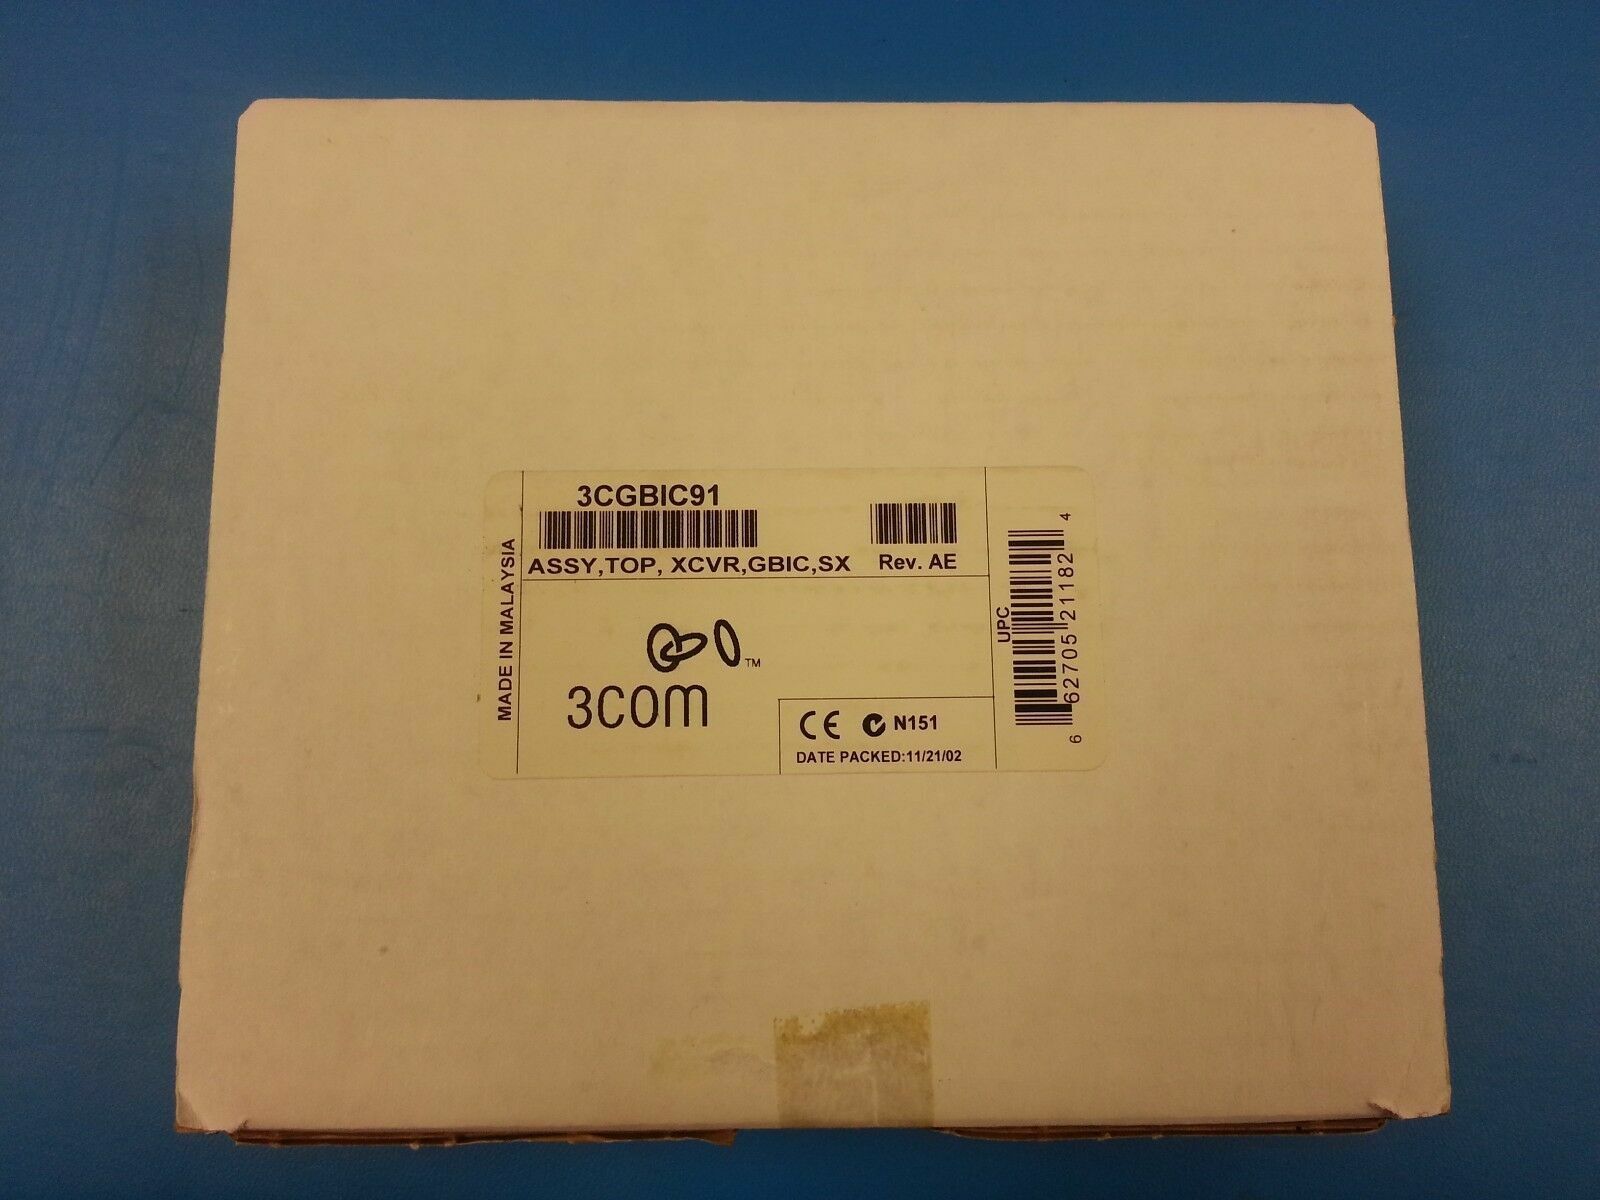 3CGBIC91
ASSY,TOP, XCVR,GBIC,SX
Rev. AE
MADE IN MALAYSIA
TM
3COM
CE N151
DATE PACKED:11/21/02
UPC
6 62705 21182 4